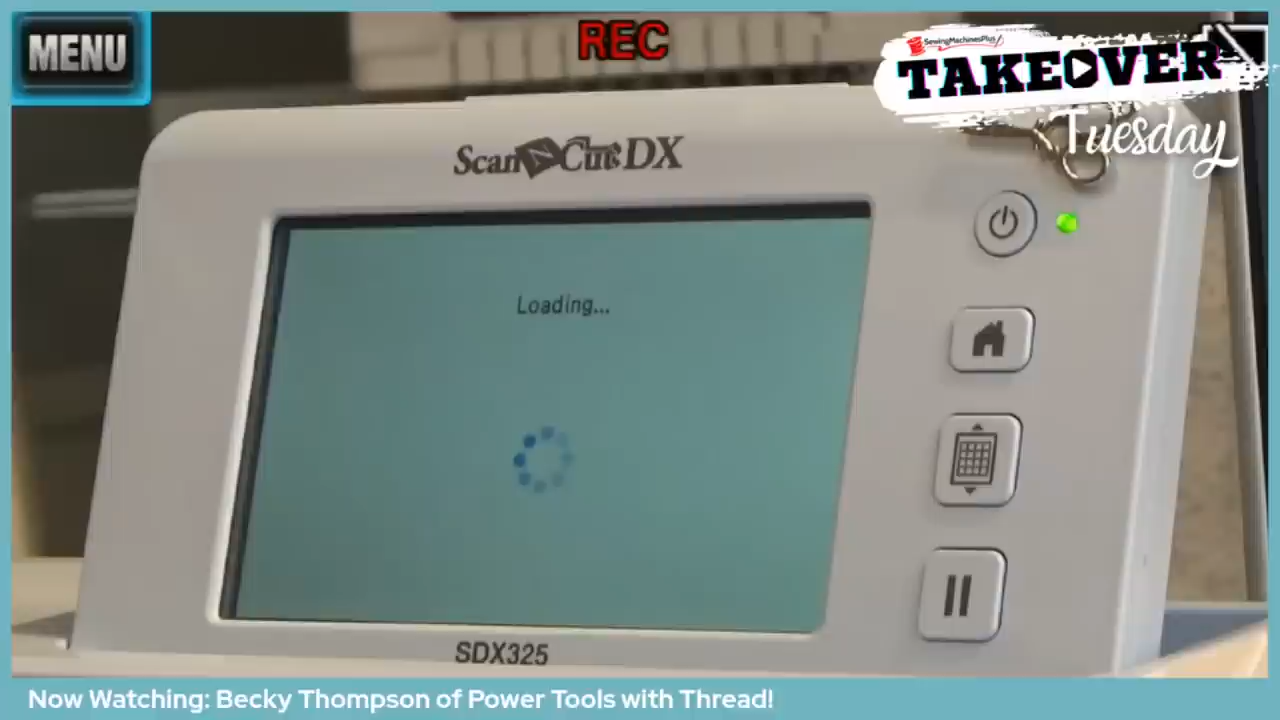 MENU
REC
SewingMachinesPlus
TAKEOVER
Tuesday
ScanNCut DX
Loading...
SDX325
Now Watching: Becky Thompson of Power Tools with Thread!